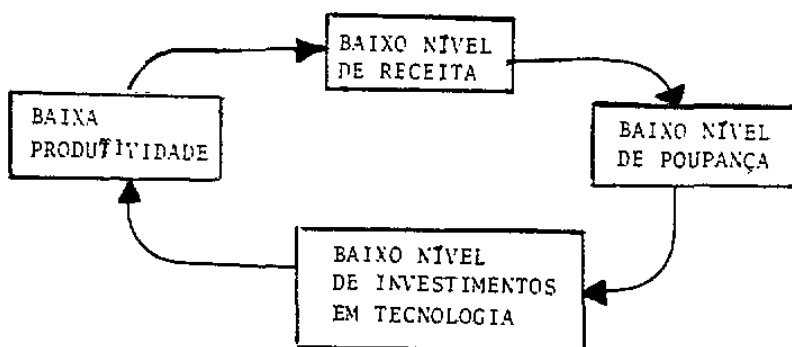 BAIXO NÍVEL
DE RECEITA
BAIXA
PRODUTIVIDADE
BAIXO NÍVEL
DE POUPANÇA
BAIXO NÍVEL
DE INVESTIMENTOS
EM TECNOLOGIA